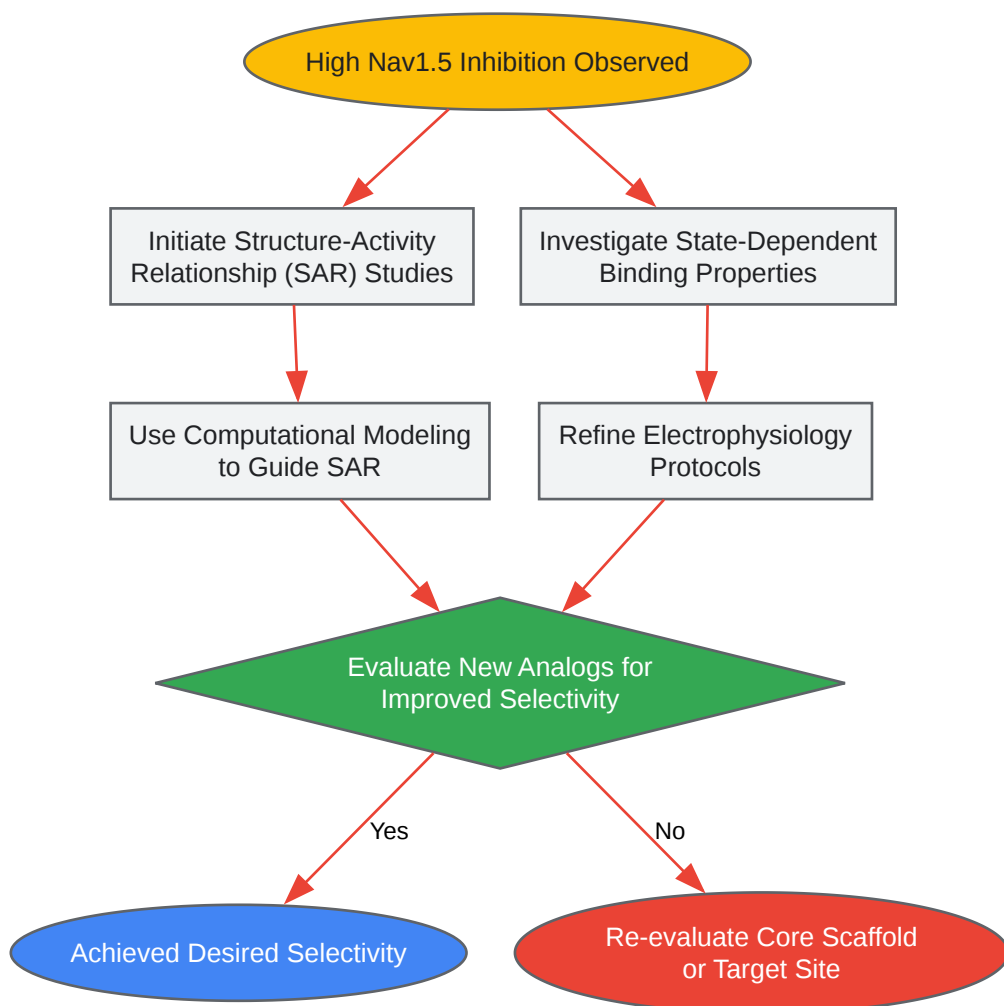 High Nav1.5 Inhibition Observed
Initiate Structure-Activity
Relationship (SAR) Studies
Investigate State-Dependent
Binding Properties
Use Computational Modeling
to Guide SAR
Refine Electrophysiology
Protocols
Evaluate New Analogs for
Improved Selectivity
Yes
No
Achieved Desired Selectivity
Re-evaluate Core Scaffold
or Target Site